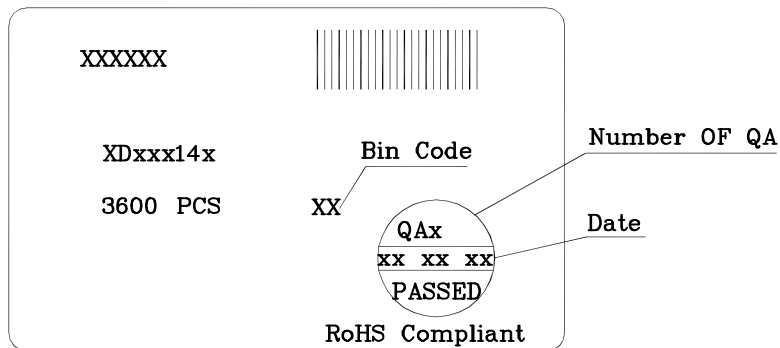 XXXXXX
Number OF QA
XDxxx14x
Bin Code
3600 PCS
XX
QAx
Date
xx xx xx
PASSED
RoHS Compliant